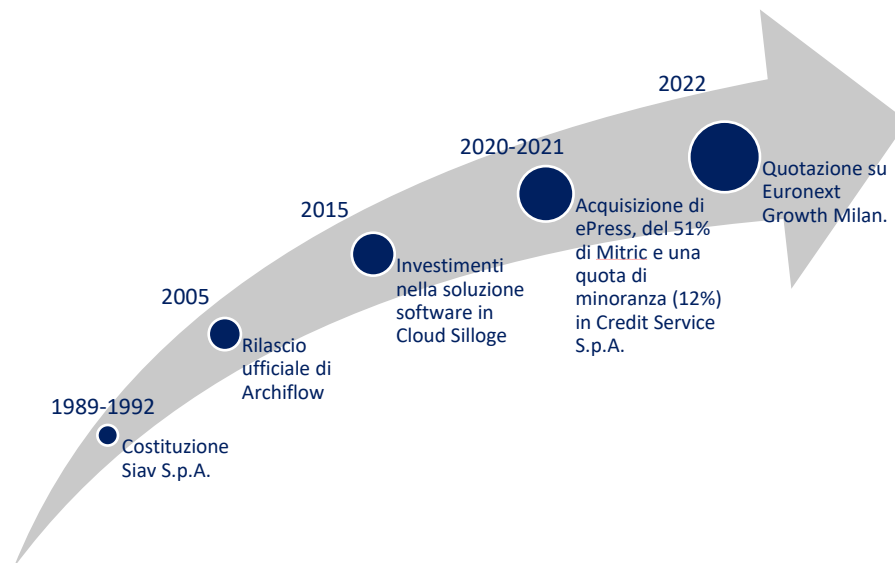 1989-1992
Costituzione
Siav S.p.A.
2005
Rilascio
ufficiale di
Archiflow
2015
Investimenti
nella soluzione
software in
Cloud Silloge
2020-2021
Acquisizione di
ePress, del 51%
di Mitric e una
quota di
minoranza (12%)
in Credit Service
S.p.A.
2022
Quotazione su
Euronext
Growth Milan.